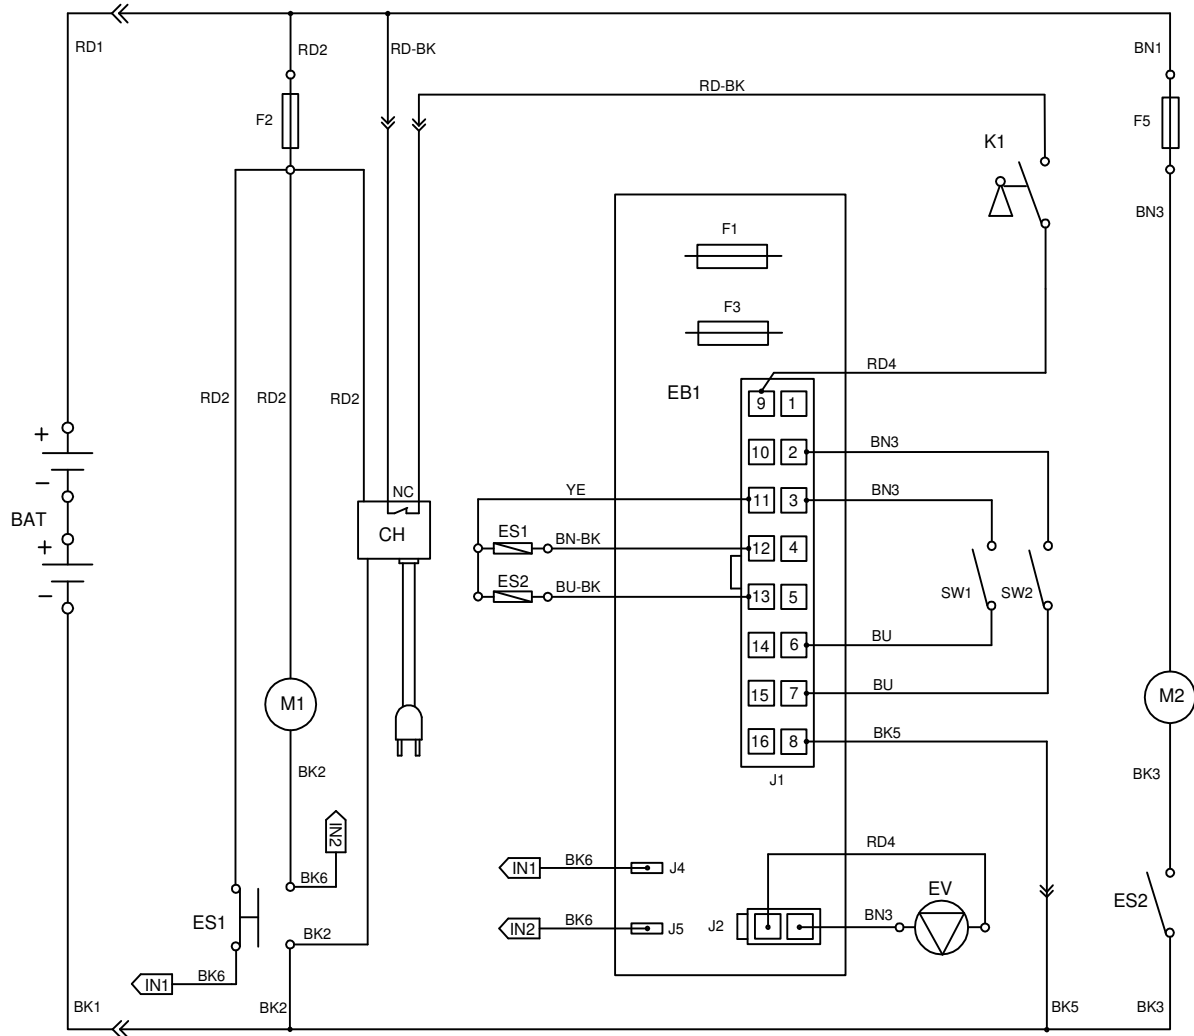 RD1
RD2
RD-BK
BN1
RD-BK
F2
F5
K1
BN3
F1
F3
RD4
EB1
9 1
RD2
RD2
RD2
10 2
BN3
+
−
BAT
+
−
NC
CH
YE
11 3
BN3
ES1
BN-BK
12 4
ES2
BU-BK
13 5
SW1
SW2
14 6
BU
15 7
BU
M1
M2
16 8
BK5
J1
BK2
BK3
IN2
BK6
RD4
IN1
BK6
J4
ES1
EV
ES2
BK2
IN2
BK6
J5
J2
BN3
IN1
BK6
BK1
BK2
BK5
BK3